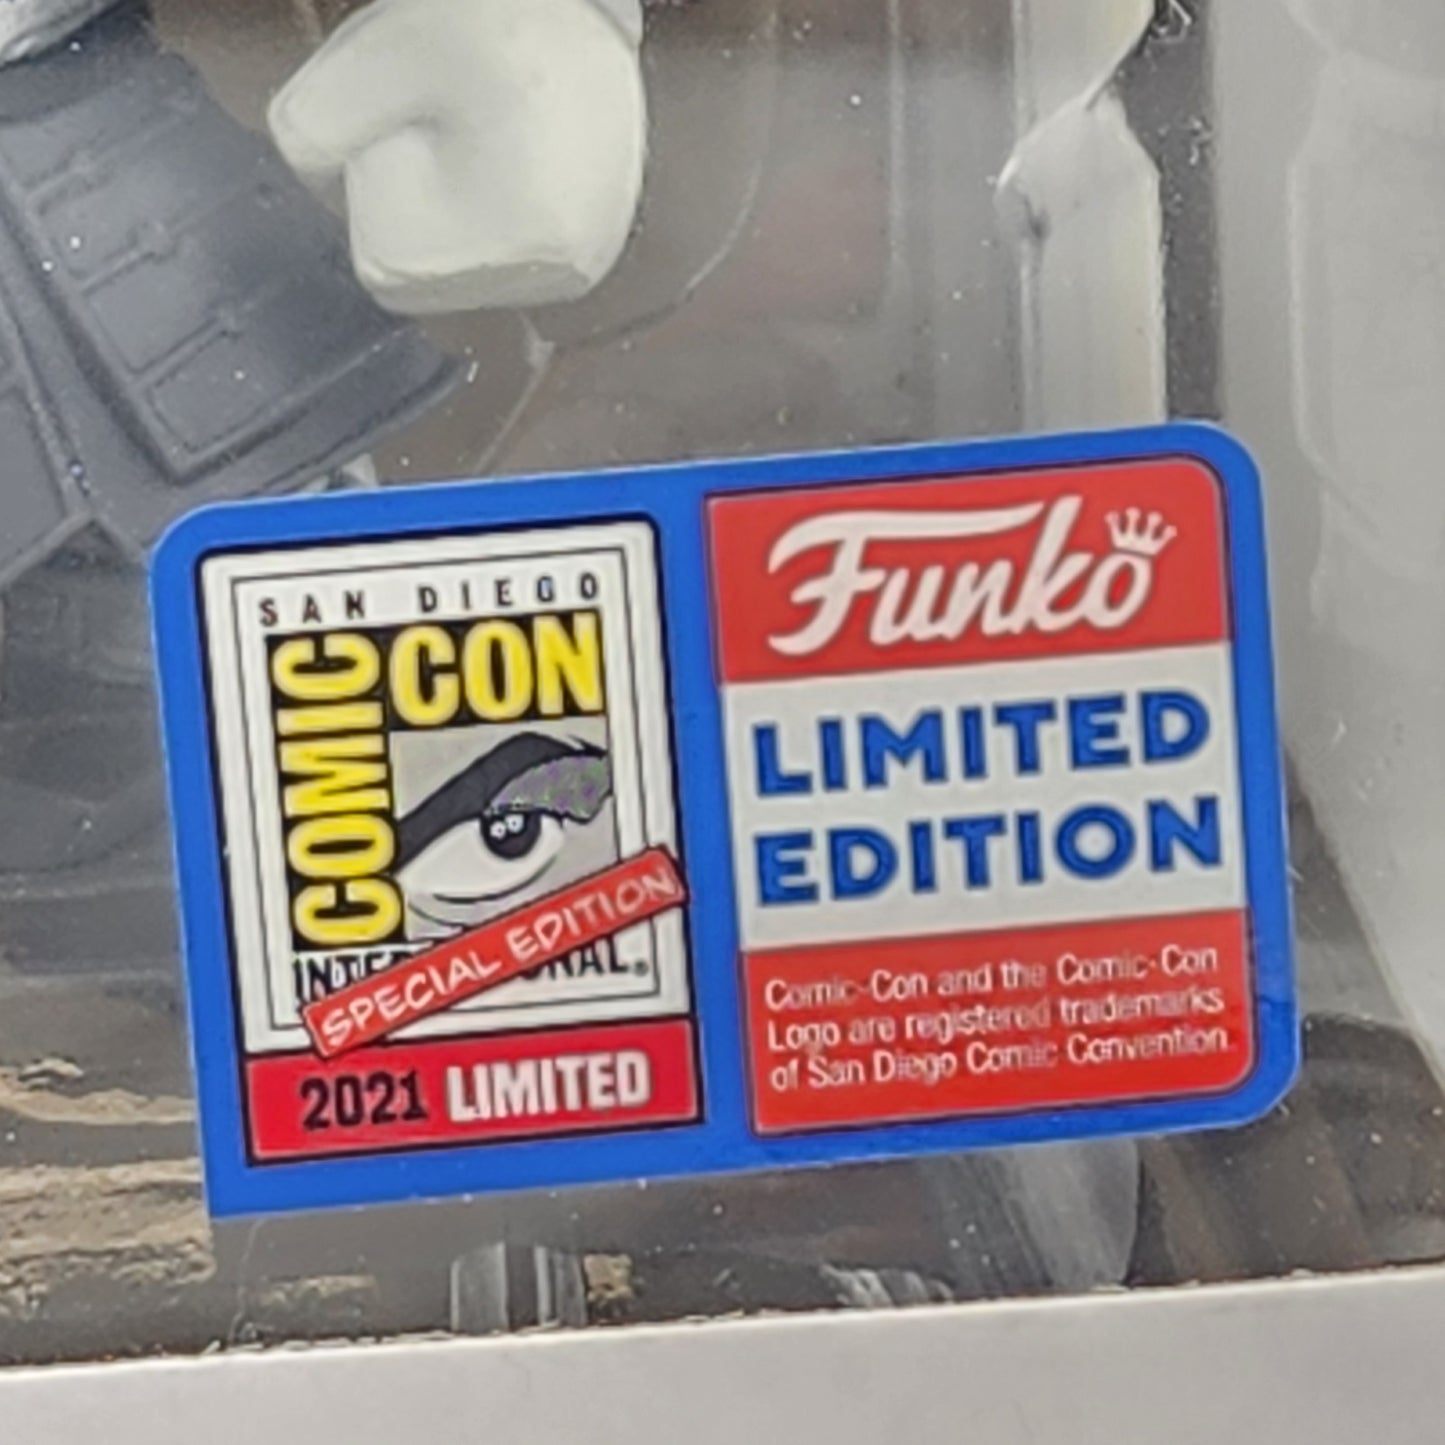 SAN DIEGO
COMIC CON
SPECIAL EDITION
2021 LIMITED
Funko
LIMITED
EDITION
Comic-Con and the Comic-Con
Logo are registered trademarks
of San Diego Comic Convention